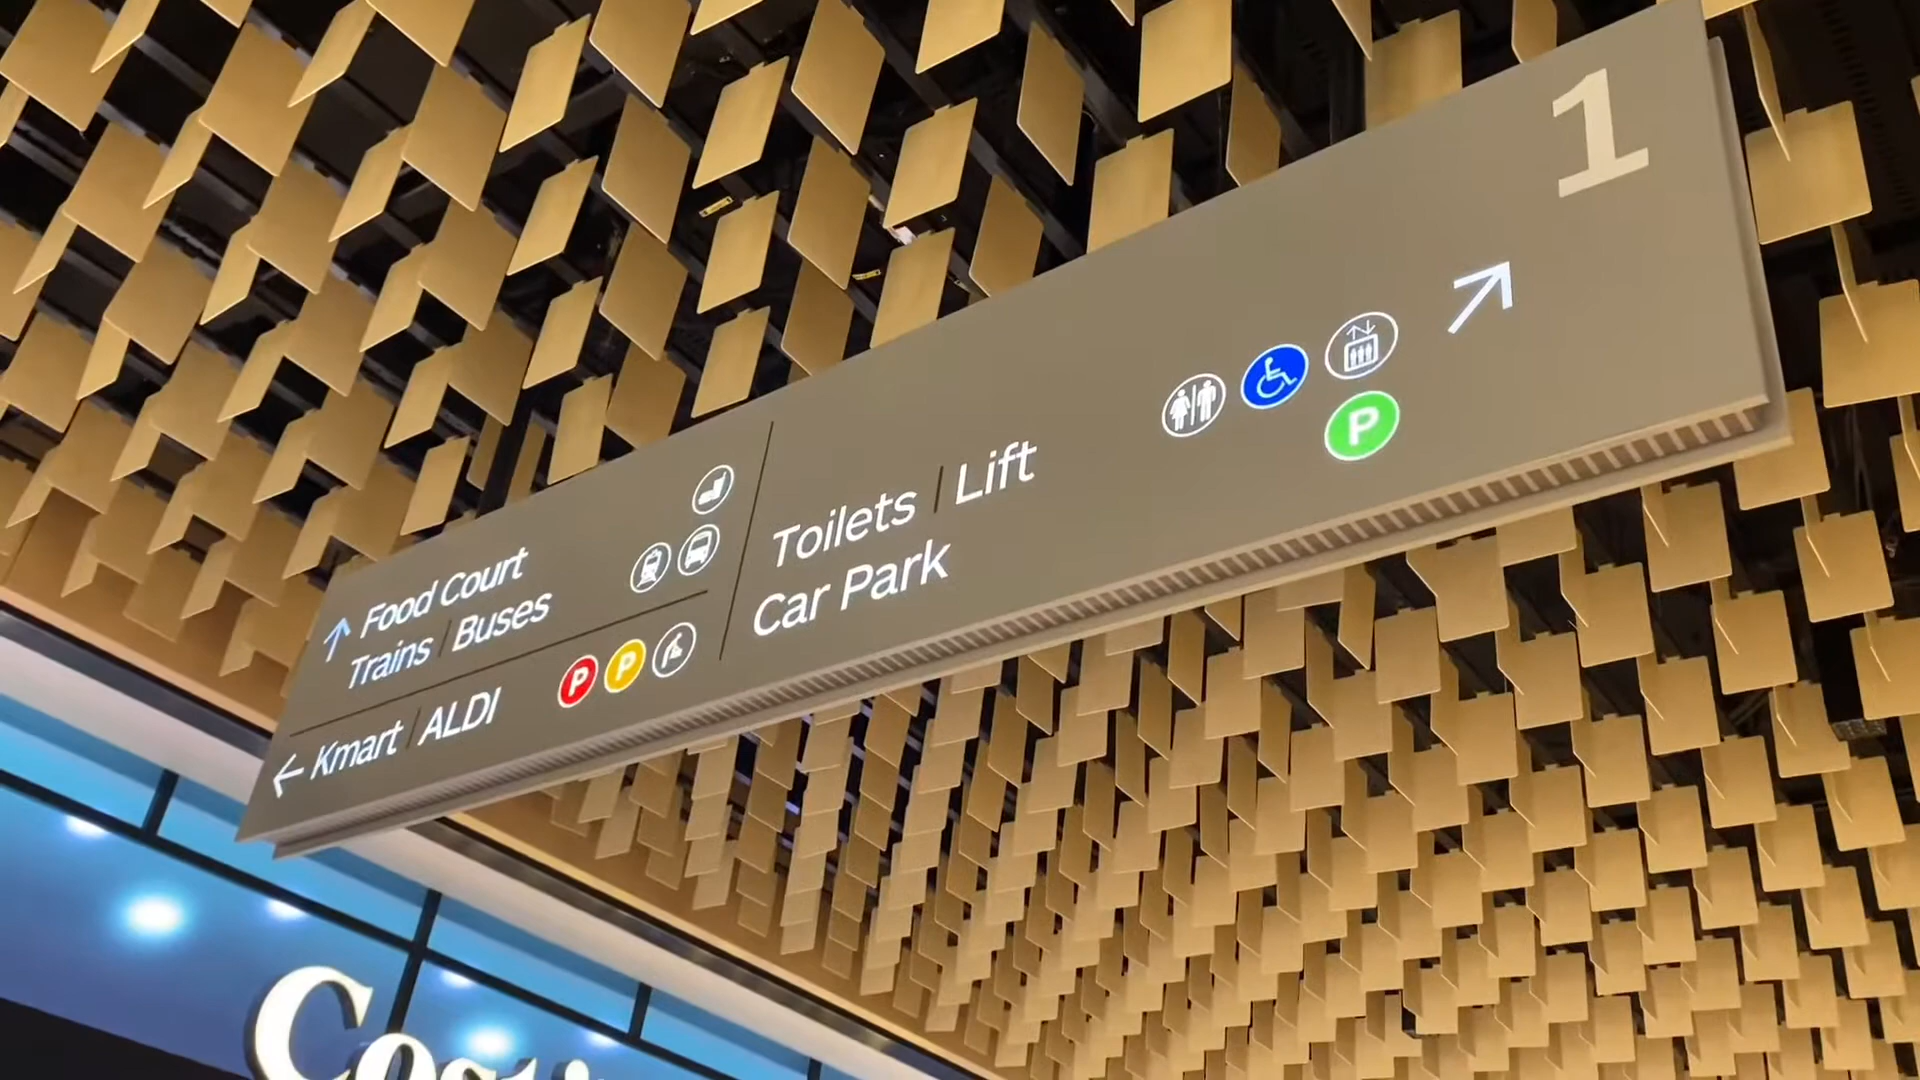 1
Food Court
Trains | Buses
Kmart | ALDI
P P
Toilets | Lift
Car Park
P